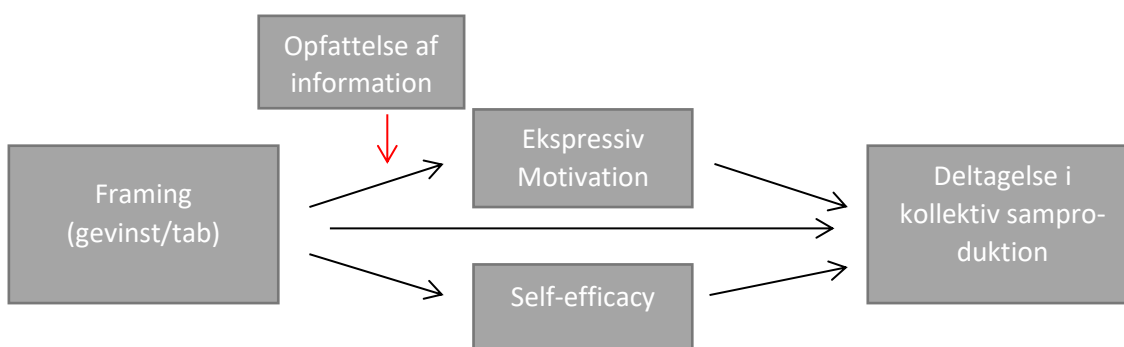 Opfattelse af
information
Ekspressiv
Motivation
Framing
(gevinst/tab)
Deltagelse i
kollektiv sampro-
duktion
Self-efficacy